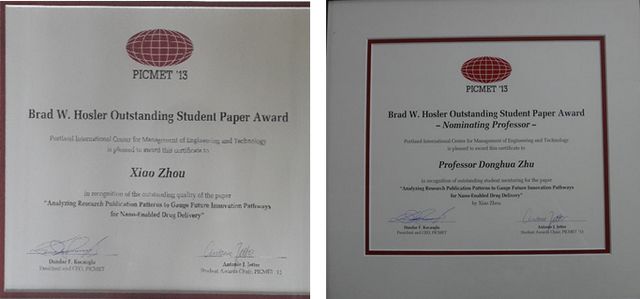 PICMET '13
Brad W. Hosler Outstanding Student Paper Award
Portland International Center for Management of Engineering and Technology
is pleased to award this certificate to
Xiao Zhou
in recognition of the outstanding quality of the paper
"Analyzing Research Publication Patterns to Gauge Future Innovation Pathways
for Nano-Enabled Drug Delivery"
Dundar F. Kocaoglu
President and CEO, PICMET
Antonie J. Jetter
Student Awards Chair, PICMET '13
PICMET '13
Brad W. Hosler Outstanding Student Paper Award
– Nominating Professor –
Portland International Center for Management of Engineering and Technology
is pleased to award this certificate to
Professor Donghua Zhu
in recognition of outstanding student mentoring for the paper
"Analyzing Research Publication Patterns to Gauge Future Innovation Pathways
for Nano-Enabled Drug Delivery"
by Xiao Zhou
Dundar F. Kocaoglu
President and CEO, PICMET
Antonie J. Jetter
Student Awards Chair, PICMET '13